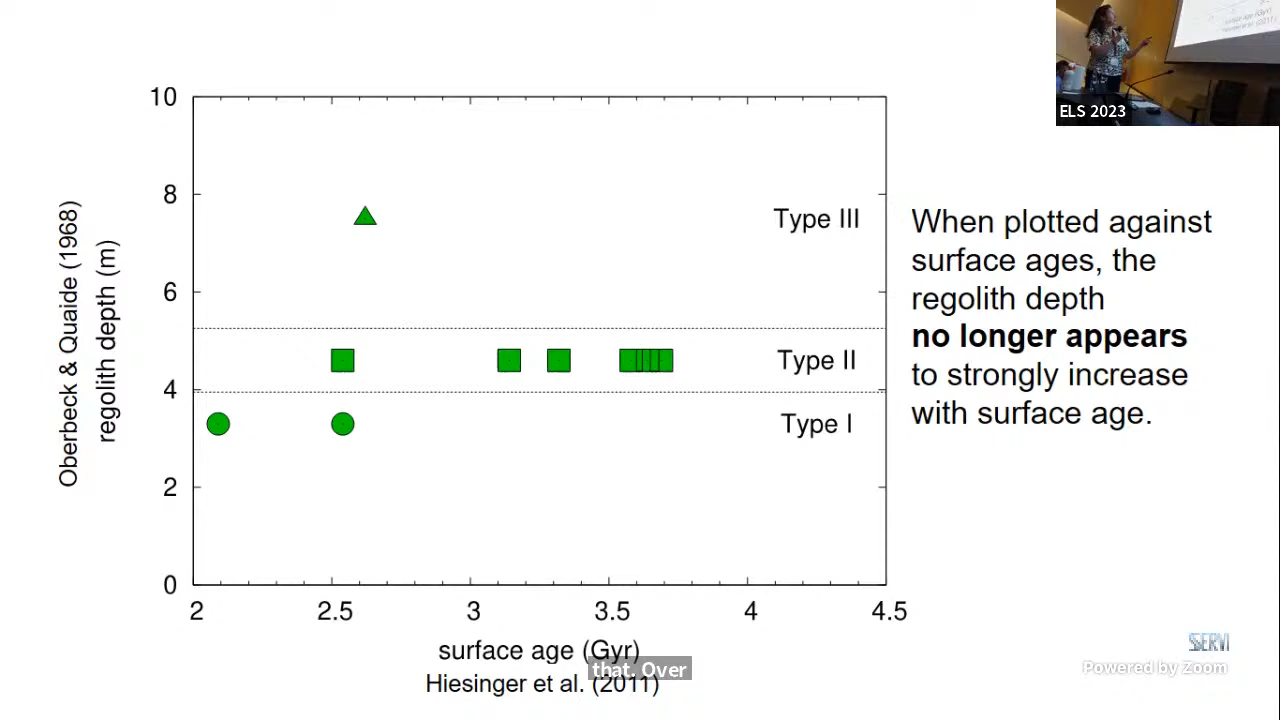 ELS 2023
Oberbeck & Quaide (1968)
regolith depth (m)
10
8
6
4
2
0
Type III
Type II
Type I
2
2.5
3
3.5
4
4.5
surface age (Gyr)
Hiesinger et al. (2011)
that. Over
When plotted against
surface ages, the
regolith depth
no longer appears
to strongly increase
with surface age.
SSERVI
Powered by Zoom